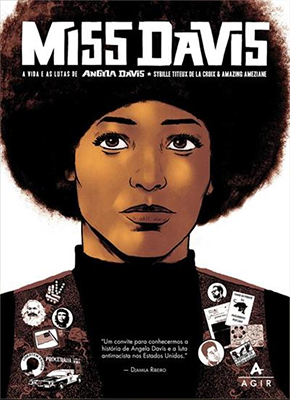 MISS DAVIS
A VIDA E AS LUTAS DE ANGELA DAVIS * SYBILLE TITEUX DE LA CROIX & AMAZING AMEZIANE
"Um convite para conhecermos a
história de Angela Davis e a luta
antirracista nos Estados Unidos."
— DJAMILA RIBEIRO
AGIR